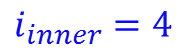 i_inner = 4